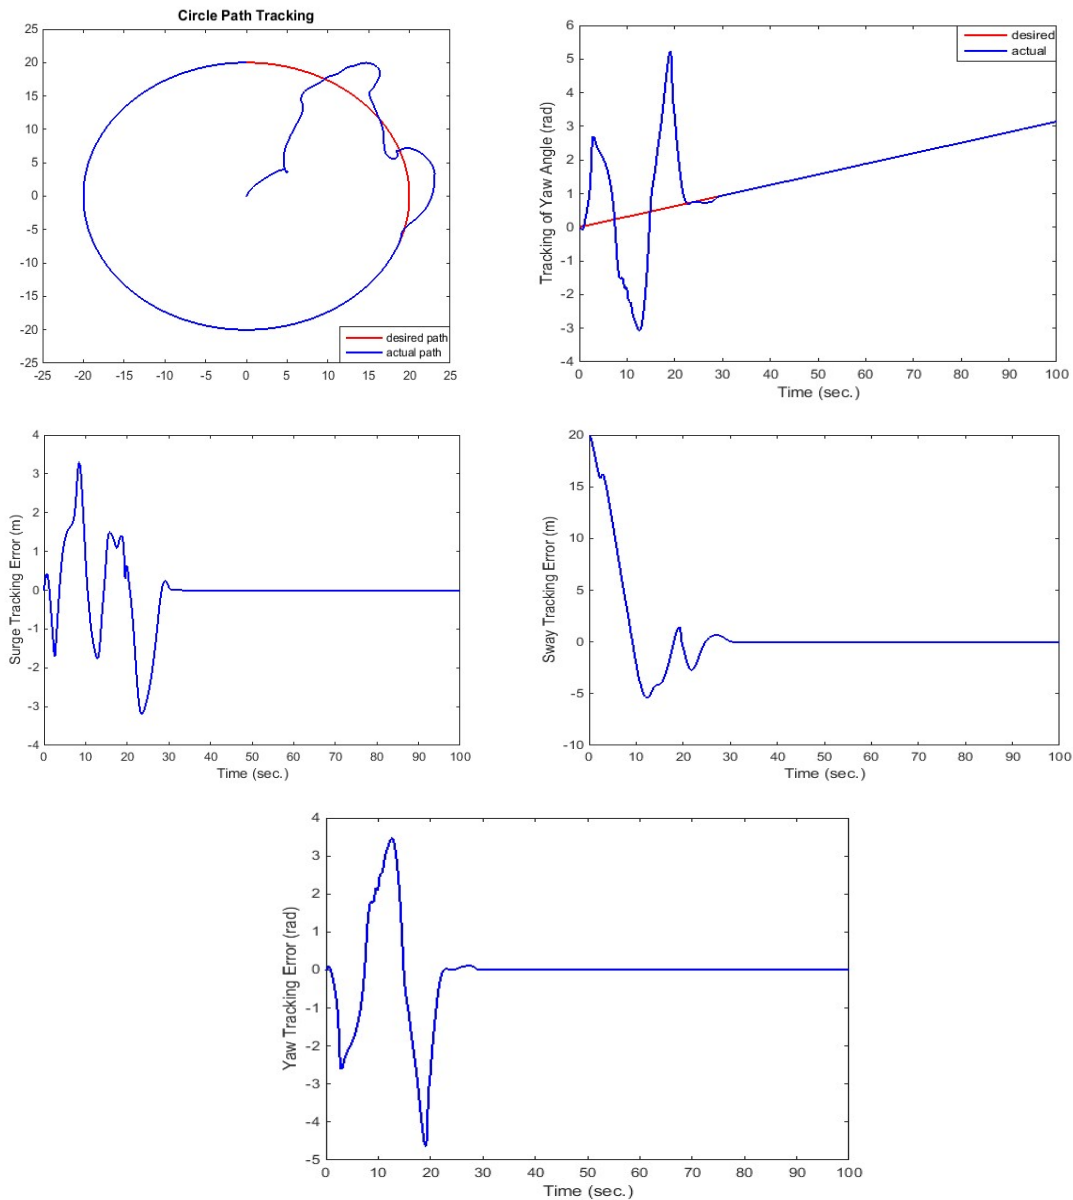 Circle Path Tracking
25
20
15
10
5
0
-5
-10
-15
-20
-25
-25 -20 -15 -10 -5 0 5 10 15 20 25
desired path
actual path
Tracking of Yaw Angle (rad)
6
5
4
3
2
1
0
-1
-2
-3
-4
0 10 20 30 40 50 60 70 80 90 100
Time (sec.)
desired
actual
Surge Tracking Error (m)
4
3
2
1
0
-1
-2
-3
-4
0 10 20 30 40 50 60 70 80 90 100
Time (sec.)
Sway Tracking Error (m)
20
15
10
5
0
-5
-10
0 10 20 30 40 50 60 70 80 90 100
Time (sec.)
Yaw Tracking Error (rad)
4
3
2
1
0
-1
-2
-3
-4
-5
0 10 20 30 40 50 60 70 80 90 100
Time (sec.)